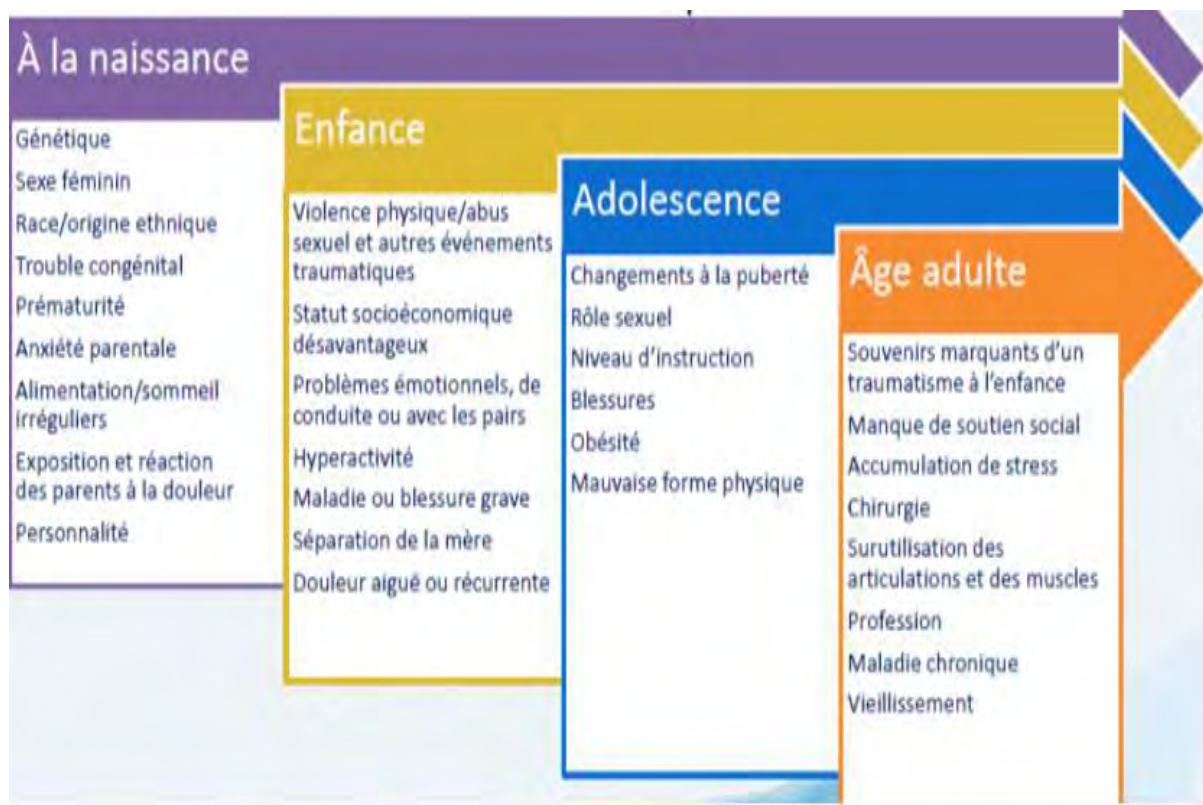 À la naissance
Génétique
Sexe féminin
Race/origine ethnique
Trouble congénital
Prématurité
Anxiété parentale
Alimentation/sommeil
irréguliers
Exposition et réaction
des parents à la douleur
Personnalité
Enfance
Violence physique/abus
sexuel et autres événements
traumatiques
Statut socioéconomique
désavantageux
Problèmes émotionnels, de
conduite ou avec les pairs
Hyperactivité
Maladie ou blessure grave
Séparation de la mère
Douleur aiguë ou récurrente
Adolescence
Changements à la puberté
Rôle sexuel
Niveau d'instruction
Blessures
Obésité
Mauvaise forme physique
Âge adulte
Souvenirs marquants d'un
traumatisme à l'enfance
Manque de soutien social
Accumulation de stress
Chirurgie
Surutilisation des
articulations et des muscles
Profession
Maladie chronique
Vieillissement